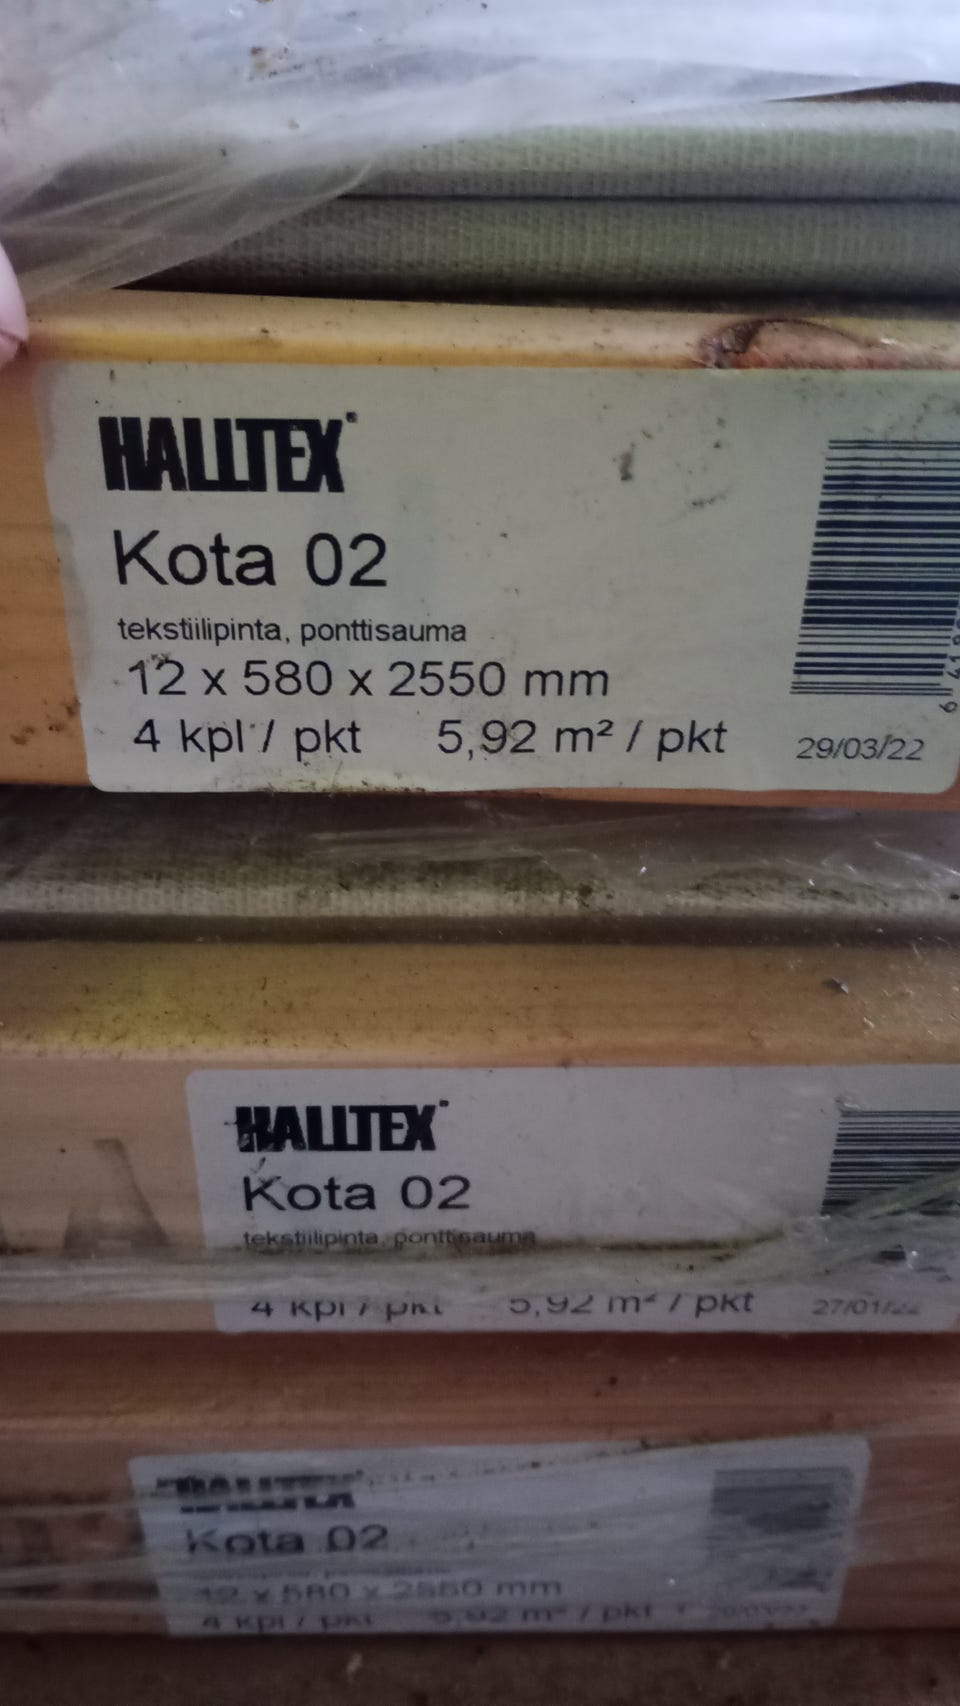 HALLTEX
Kota 02
tekstiilipinta, ponttisauma
12 x 580 x 2550 mm
4 kpl / pkt 5,92 m² / pkt 29/03/22
HALLTEX
Kota 02
tekstiilipinta, ponttisauma
4 kpl / pkt 5,92 m² / pkt 27/01/22
HALLTEX
Kota 02
12 x 580 x 2550 mm
4 kpl / pkt 5,92 m² / pkt